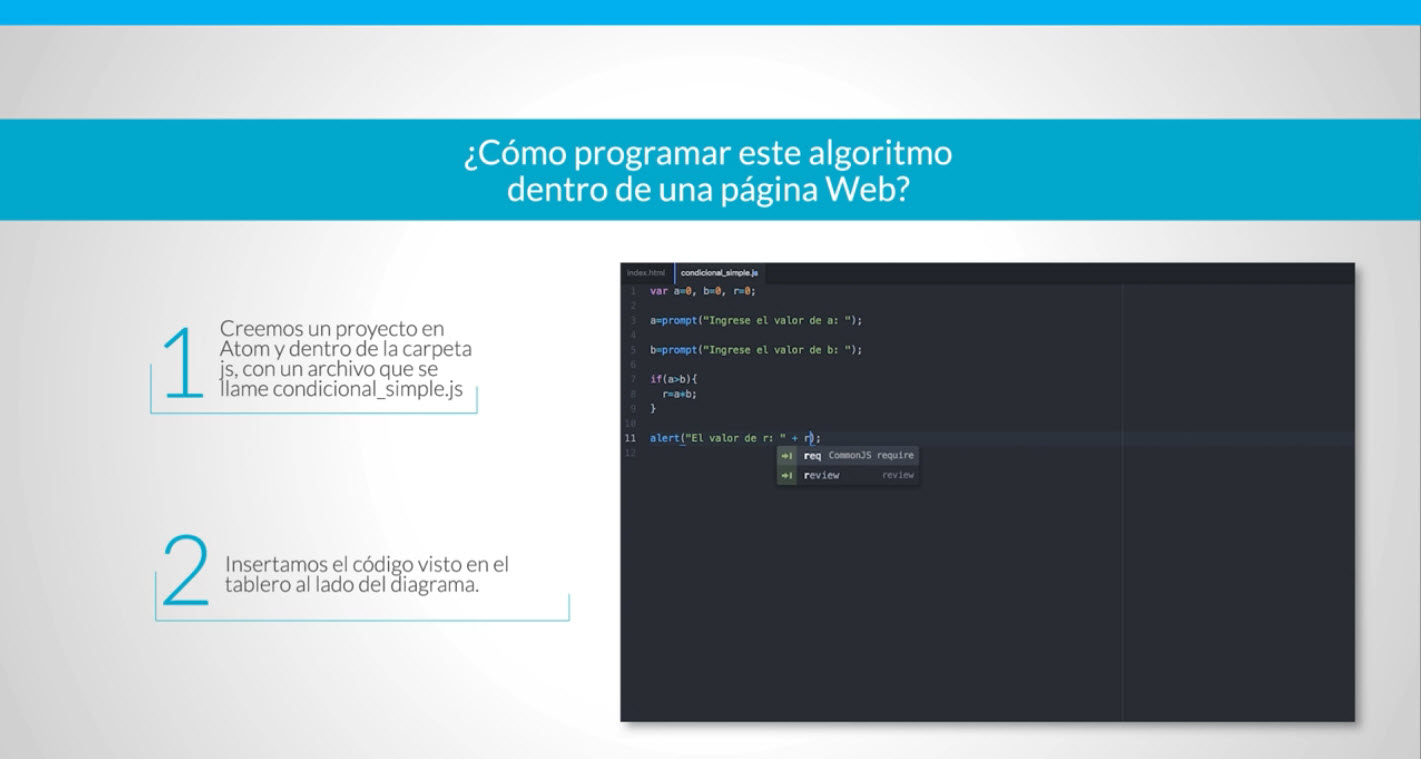 ¿Cómo programar este algoritmo
dentro de una página Web?
1
Creemos un proyecto en
Atom y dentro de la carpeta
js, con un archivo que se
llame condicional_simple.js
2
Insertamos el código visto en el
tablero al lado del diagrama.
index.html condicional_simple.js
1 var a=0, b=0, r=0;
2
3 a=prompt("Ingrese el valor de a: ");
4
5 b=prompt("Ingrese el valor de b: ");
6
7 if(a>b){
8 r=a+b;
9 }
10
11 alert("El valor de r: " + r);
12
req CommonJS require
review review